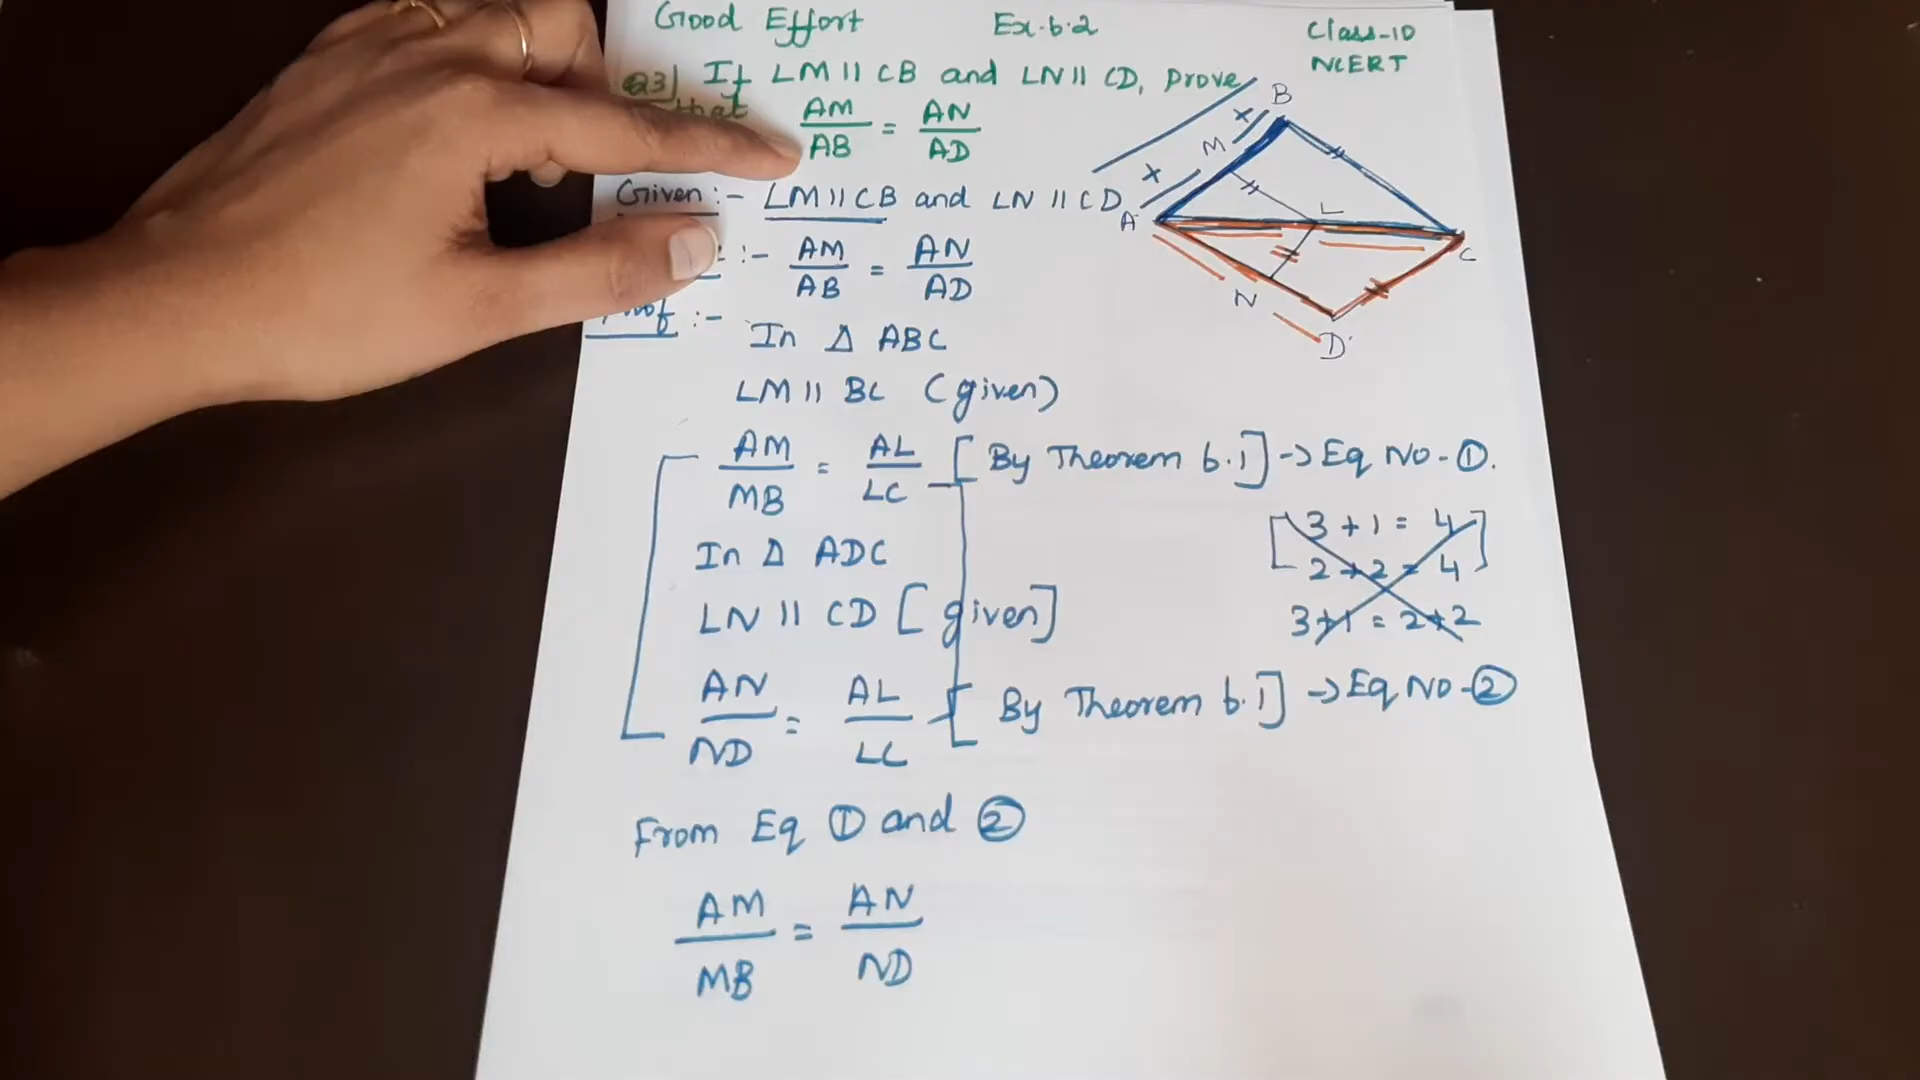 Good Effort Ex-6.2 Class-10
NCERT
Q3) If LM || CB and LN || CD, Prove
that AM/AB = AN/AD
Given :- LM || CB and LN || CD
:- AM/AB = AN/AD
Proof :-
In Δ ABC
LM || BC (given)
AM/MB = AL/LC [By Theorem 6.1] -> Eq No-①.
In Δ ADC
LN || CD [given]
AN/ND = AL/LC [By Theorem 6.1] -> Eq No-②
From Eq ① and ②
AM/MB = AN/ND
B
x
M
x
A
L
C
N
D
[3 + 1 = 4]
2 + 2 = 4
3+1 = 2+2